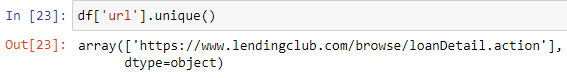 In [23]: df['url'].unique()
Out[23]: array(['https://www.lendingclub.com/browse/loanDetail.action'],
dtype=object)